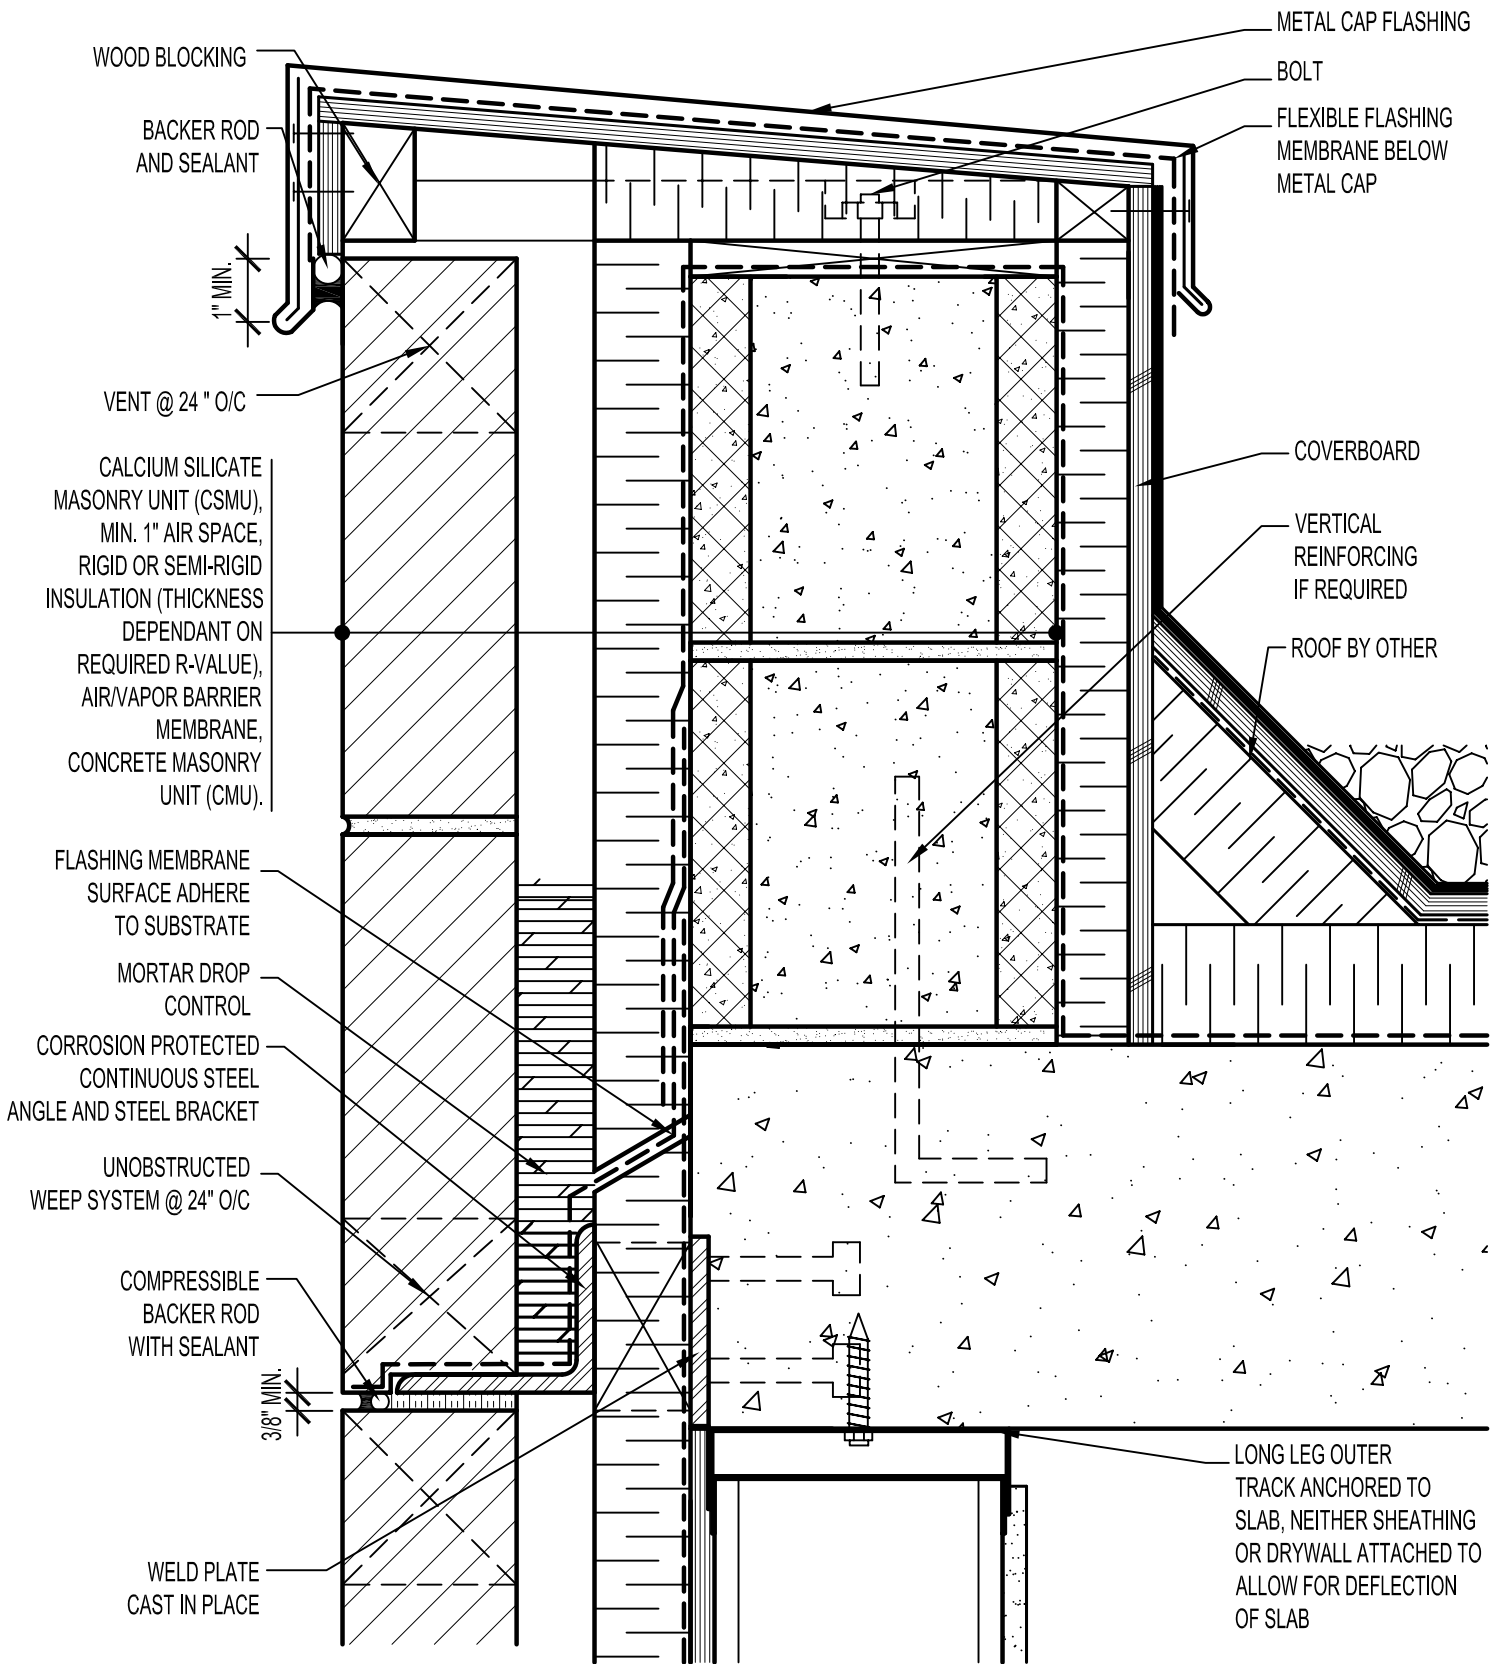 WOOD BLOCKING
BACKER ROD
AND SEALANT
1" MIN.
VENT @ 24 " O/C
CALCIUM SILICATE
MASONRY UNIT (CSMU),
MIN. 1" AIR SPACE,
RIGID OR SEMI-RIGID
INSULATION (THICKNESS
DEPENDANT ON
REQUIRED R-VALUE),
AIR/VAPOR BARRIER
MEMBRANE,
CONCRETE MASONRY
UNIT (CMU).
FLASHING MEMBRANE
SURFACE ADHERE
TO SUBSTRATE
MORTAR DROP
CONTROL
CORROSION PROTECTED
CONTINUOUS STEEL
ANGLE AND STEEL BRACKET
UNOBSTRUCTED
WEEP SYSTEM @ 24" O/C
COMPRESSIBLE
BACKER ROD
WITH SEALANT
3/8" MIN.
WELD PLATE
CAST IN PLACE
METAL CAP FLASHING
BOLT
FLEXIBLE FLASHING
MEMBRANE BELOW
METAL CAP
COVERBOARD
VERTICAL
REINFORCING
IF REQUIRED
ROOF BY OTHER
LONG LEG OUTER
TRACK ANCHORED TO
SLAB, NEITHER SHEATHING
OR DRYWALL ATTACHED TO
ALLOW FOR DEFLECTION
OF SLAB